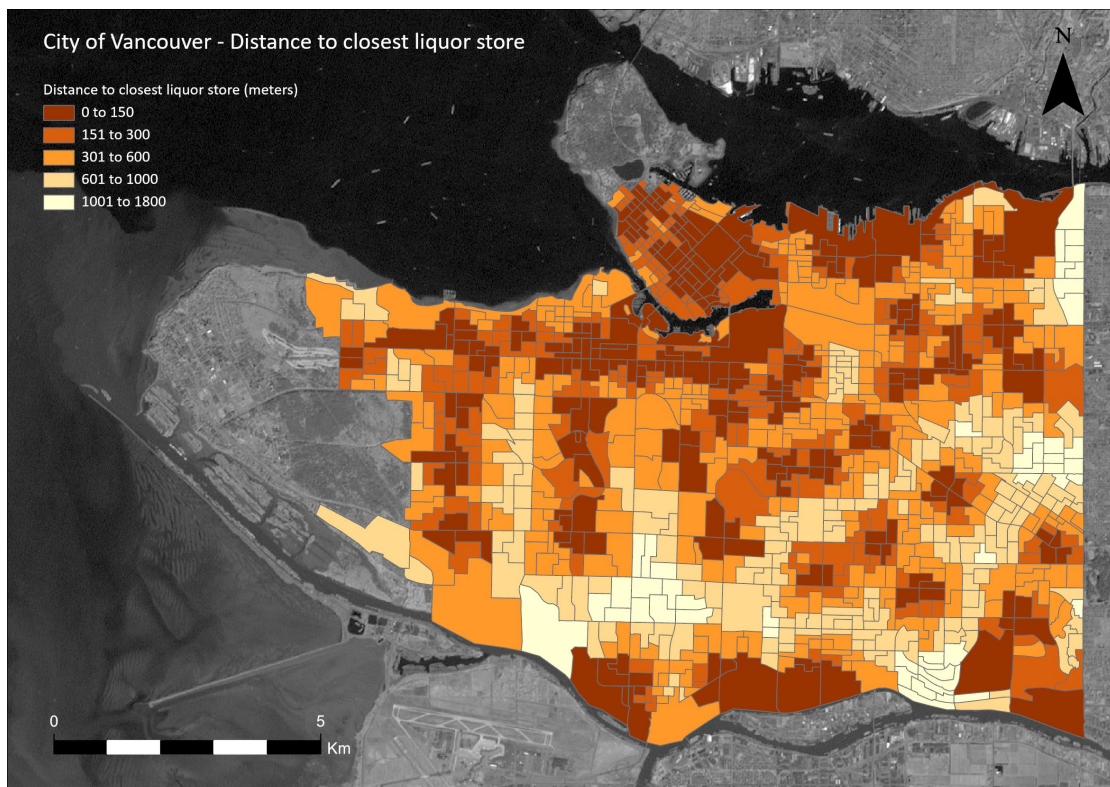 City of Vancouver - Distance to closest liquor store
N
Distance to closest liquor store (meters)
0 to 150
151 to 300
301 to 600
601 to 1000
1001 to 1800
0 5
Km